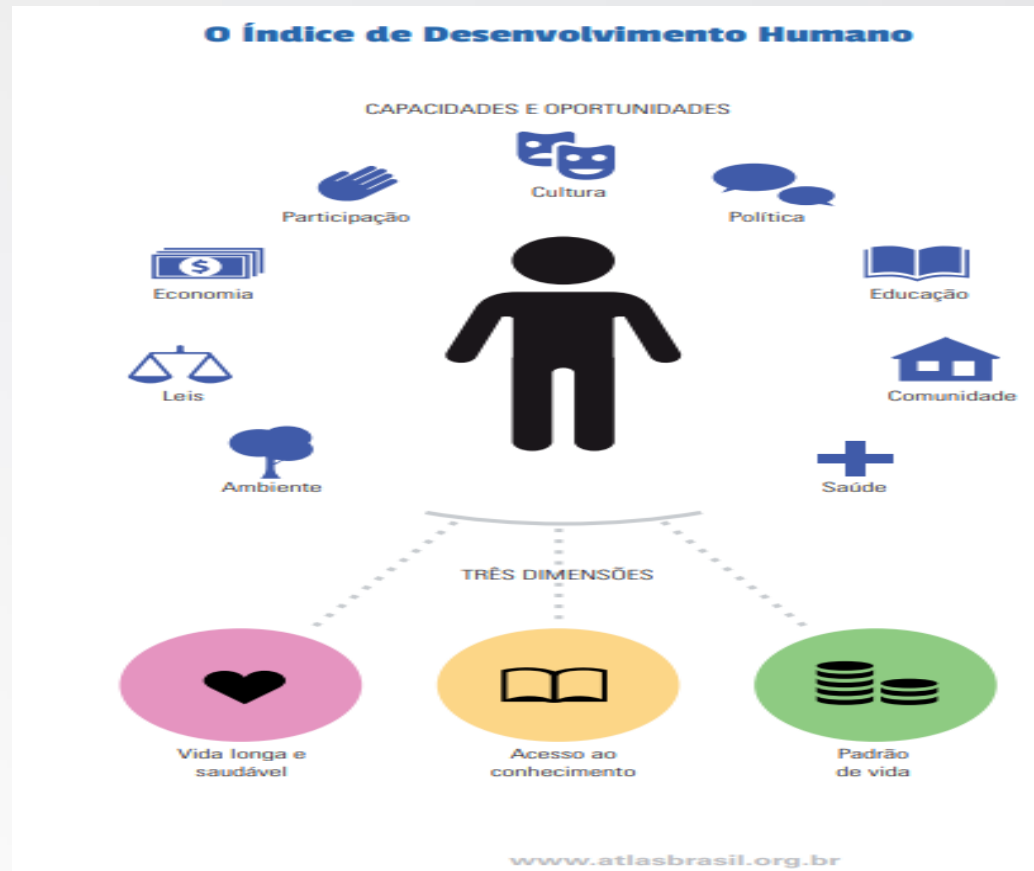 O Índice de Desenvolvimento Humano
CAPACIDADES E OPORTUNIDADES
Cultura
Participação
Política
$
Economia
Educação
Leis
Comunidade
Ambiente
Saúde
TRÊS DIMENSÕES
Vida longa e
saudável
Acesso ao
conhecimento
Padrão
de vida
www.atlasbrasil.org.br